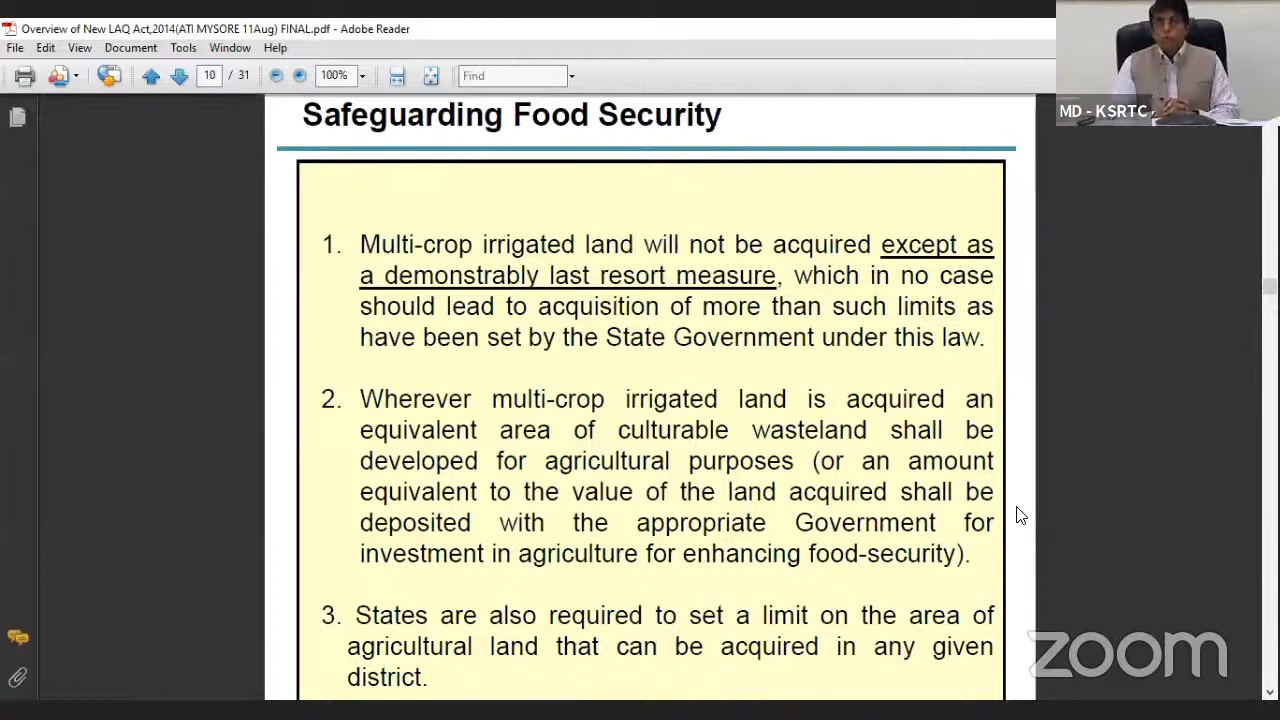 Overview of New LAQ Act,2014(ATI MYSORE 11Aug) FINAL.pdf - Adobe Reader
File Edit View Document Tools Window Help
10 / 31 100% Find
MD - KSRTC
Safeguarding Food Security
1. Multi-crop irrigated land will not be acquired except as
a demonstrably last resort measure, which in no case
should lead to acquisition of more than such limits as
have been set by the State Government under this law.
2. Wherever multi-crop irrigated land is acquired an
equivalent area of culturable wasteland shall be
developed for agricultural purposes (or an amount
equivalent to the value of the land acquired shall be
deposited with the appropriate Government for
investment in agriculture for enhancing food-security).
3. States are also required to set a limit on the area of
agricultural land that can be acquired in any given
district.
zoom